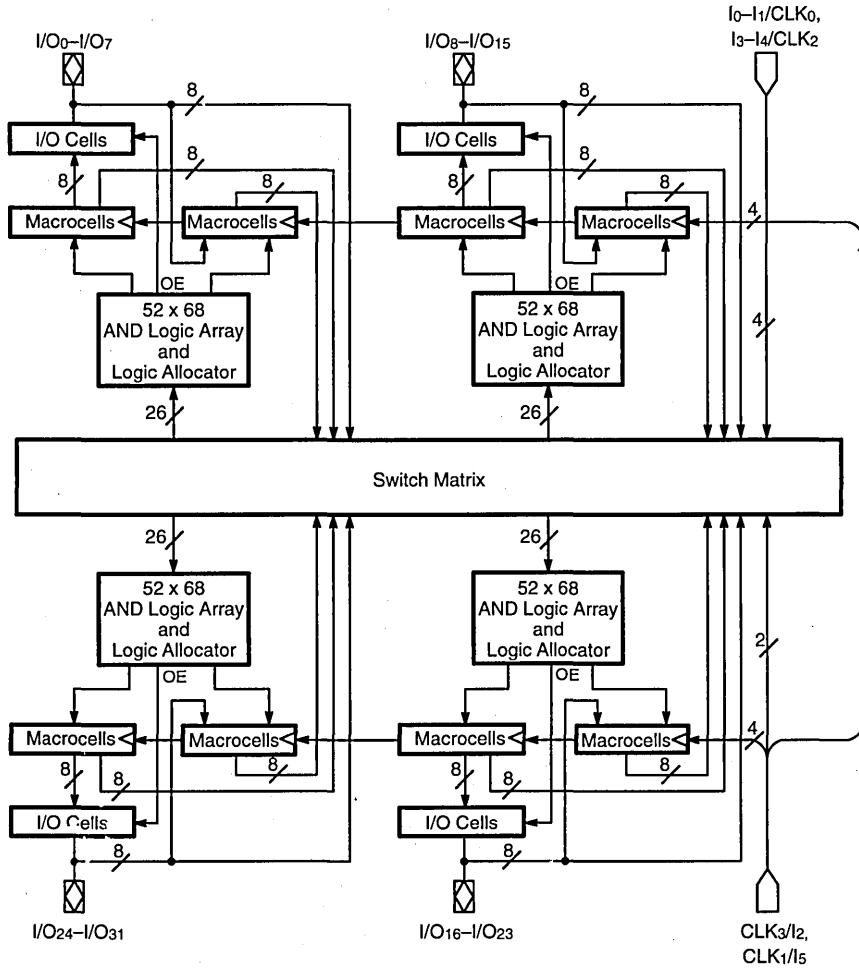 I/O0–I/O7
I/O8–I/O15
I0–I1/CLK0,
I3–I4/CLK2
8
8
I/O Cells
I/O Cells
8
8
8
8
8
8
Macrocells
Macrocells
Macrocells
Macrocells
4
OE
OE
52 x 68
AND Logic Array
and
Logic Allocator
52 x 68
AND Logic Array
and
Logic Allocator
4
26
26
Switch Matrix
26
26
52 x 68
AND Logic Array
and
Logic Allocator
52 x 68
AND Logic Array
and
Logic Allocator
2
OE
OE
Macrocells
Macrocells
Macrocells
Macrocells
4
8
8
8
8
8
8
I/O Cells
I/O Cells
8
8
I/O24–I/O31
I/O16–I/O23
CLK3/I2,
CLK1/I5